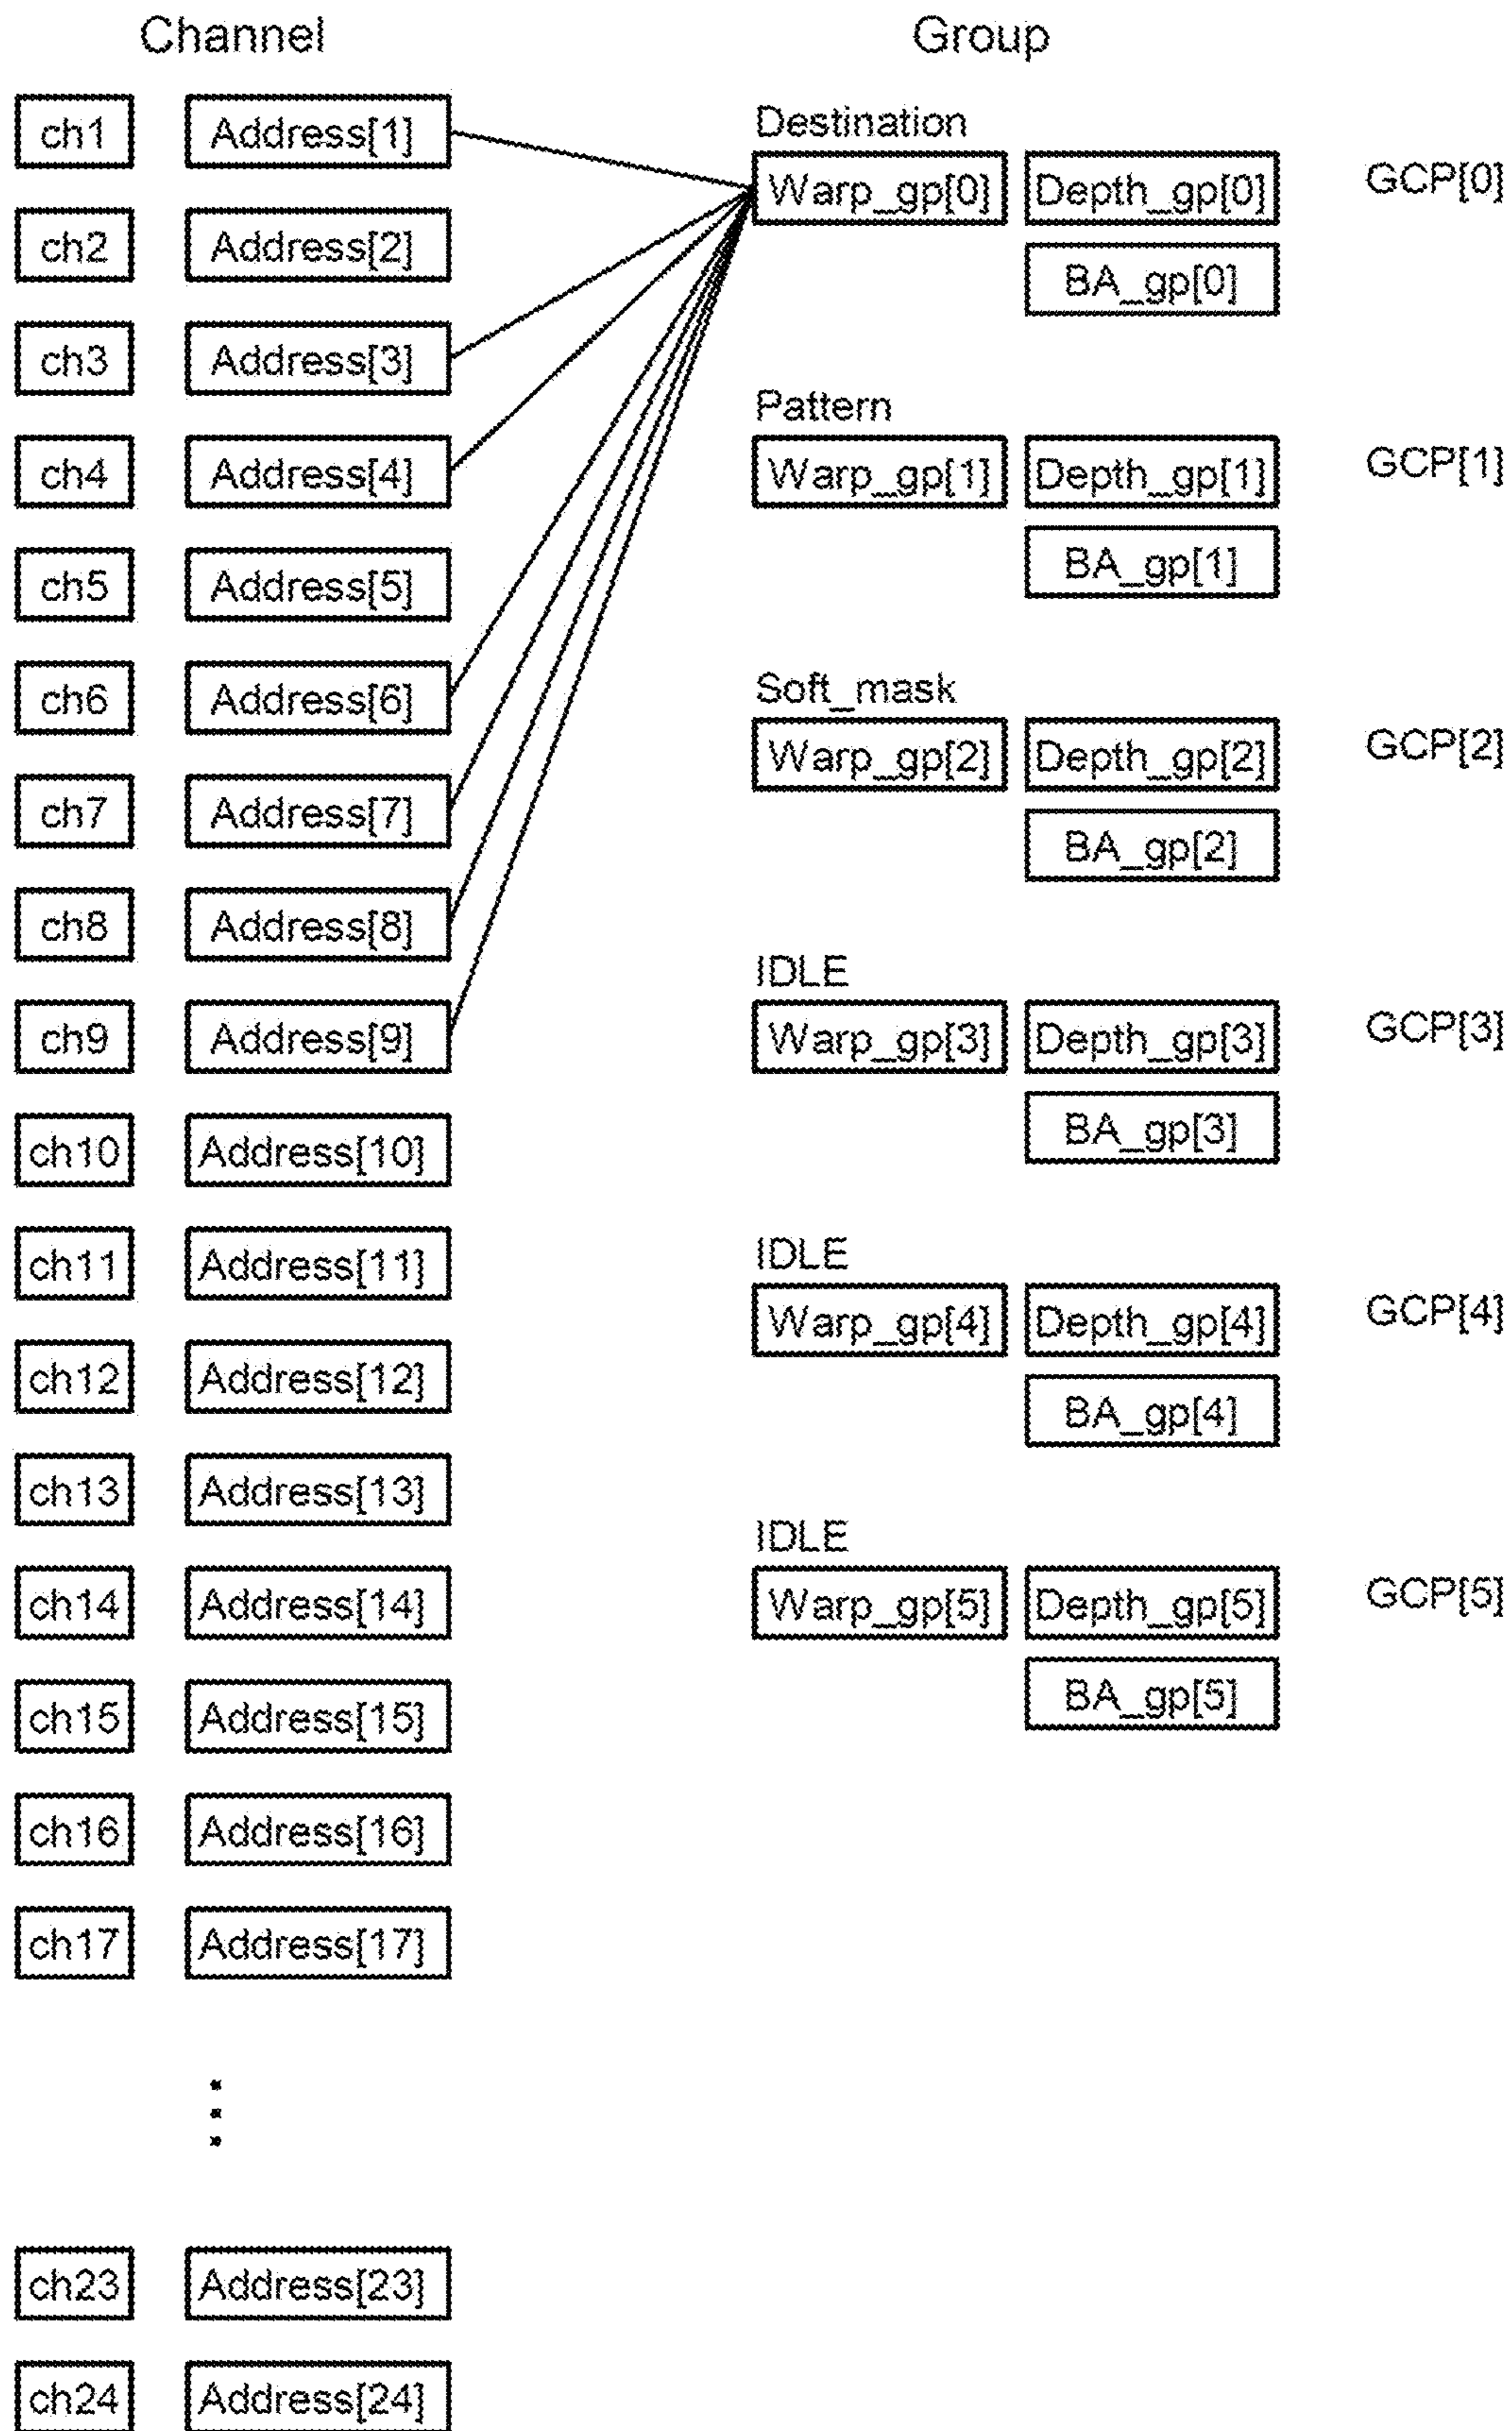 Channel
Group
ch1 Address[1]
ch2 Address[2]
ch3 Address[3]
ch4 Address[4]
ch5 Address[5]
ch6 Address[6]
ch7 Address[7]
ch8 Address[8]
ch9 Address[9]
ch10 Address[10]
ch11 Address[11]
ch12 Address[12]
ch13 Address[13]
ch14 Address[14]
ch15 Address[15]
ch16 Address[16]
ch17 Address[17]
ch23 Address[23]
ch24 Address[24]
Destination
Warp_gp[0] Depth_gp[0] GCP[0]
BA_gp[0]
Pattern
Warp_gp[1] Depth_gp[1] GCP[1]
BA_gp[1]
Soft_mask
Warp_gp[2] Depth_gp[2] GCP[2]
BA_gp[2]
IDLE
Warp_gp[3] Depth_gp[3] GCP[3]
BA_gp[3]
IDLE
Warp_gp[4] Depth_gp[4] GCP[4]
BA_gp[4]
IDLE
Warp_gp[5] Depth_gp[5] GCP[5]
BA_gp[5]